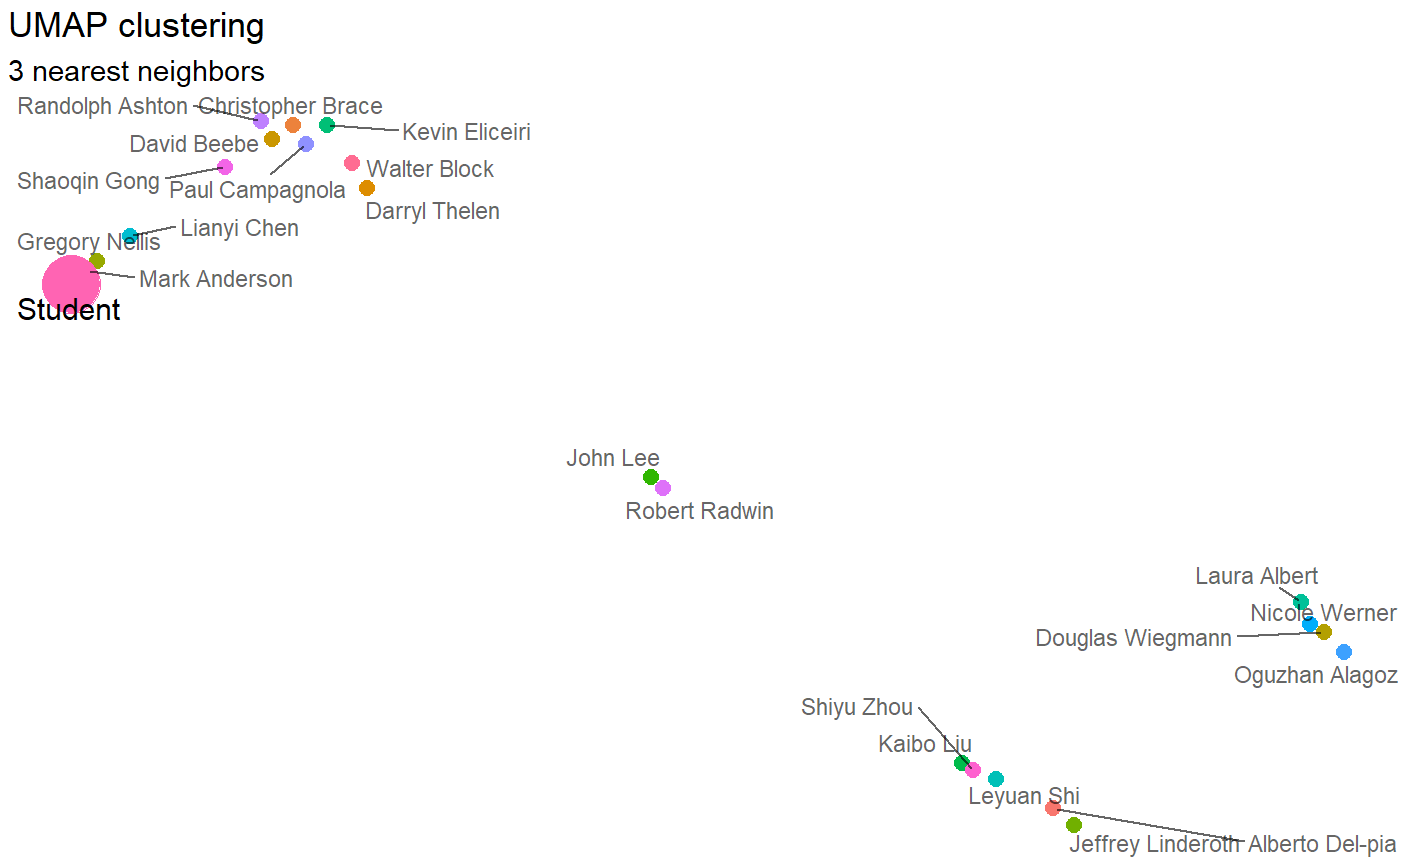 UMAP clustering
3 nearest neighbors
Randolph Ashton
Christopher Brace
Kevin Eliceiri
David Beebe
Walter Block
Shaoqin Gong
Paul Campagnola
Darryl Thelen
Lianyi Chen
Gregory Nellis
Mark Anderson
Student
John Lee
Robert Radwin
Laura Albert
Nicole Werner
Douglas Wiegmann
Oguzhan Alagoz
Shiyu Zhou
Kaibo Liu
Leyuan Shi
Jeffrey Linderoth
Alberto Del-pia